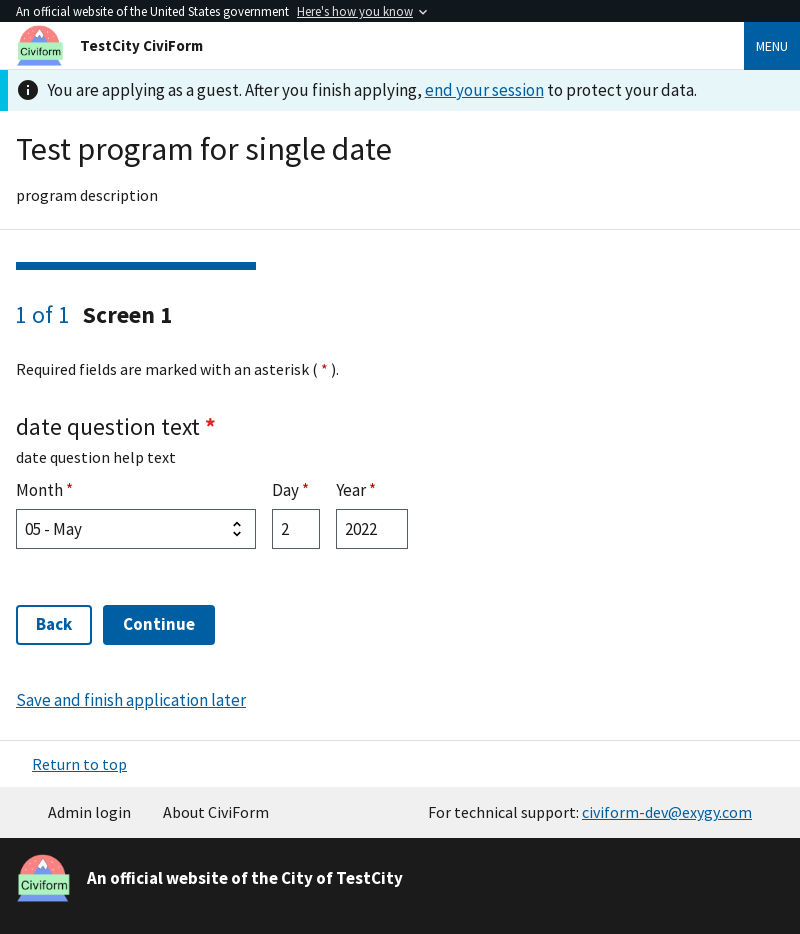 An official website of the United States government Here's how you know
Civiform TestCity CiviForm MENU
You are applying as a guest. After you finish applying, end your session to protect your data.
Test program for single date
program description
1 of 1 Screen 1
Required fields are marked with an asterisk ( * ).
date question text *
date question help text
Month * Day * Year *
05 - May 2 2022
Back Continue
Save and finish application later
Return to top
Admin login About CiviForm For technical support: civiform-dev@exygy.com
Civiform An official website of the City of TestCity